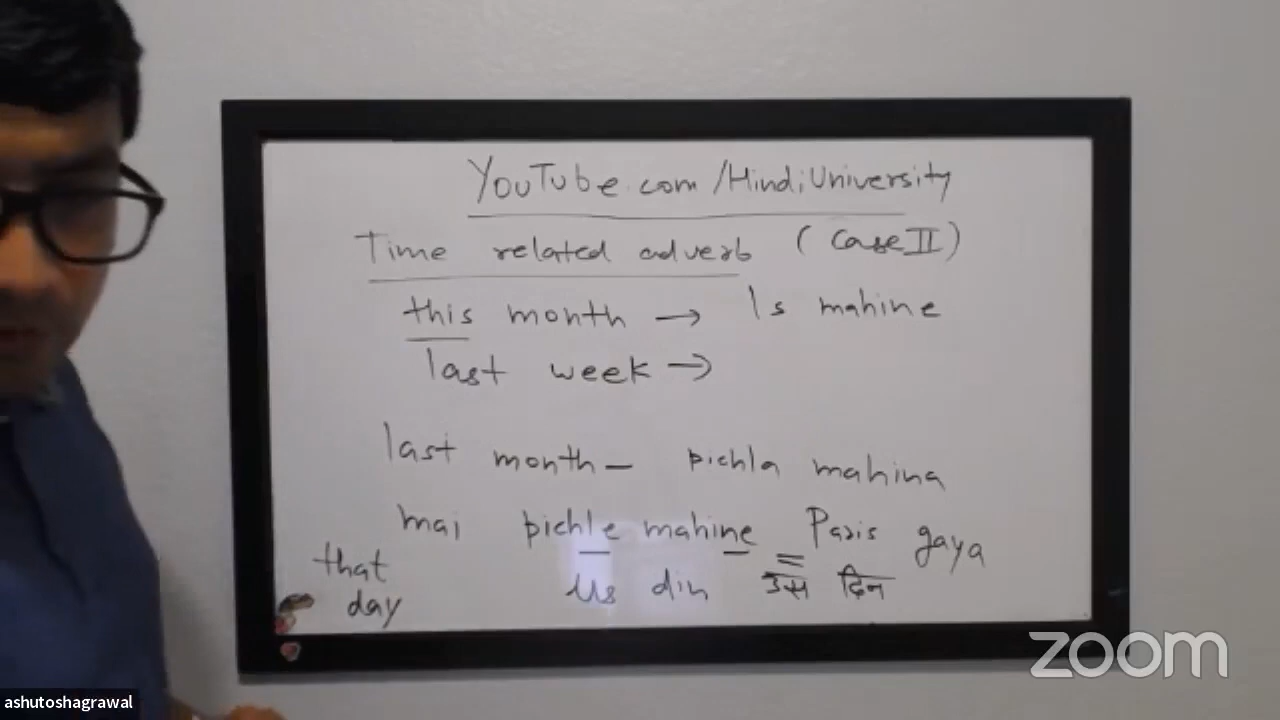 YouTube.com/HindiUniversity
Time related adverb (Case II)
this month → Is mahine
last week →
last month — pichla mahina
mai pichle mahine Paris gaya
that day us din = उस दिन
zoom
ashutoshagrawal